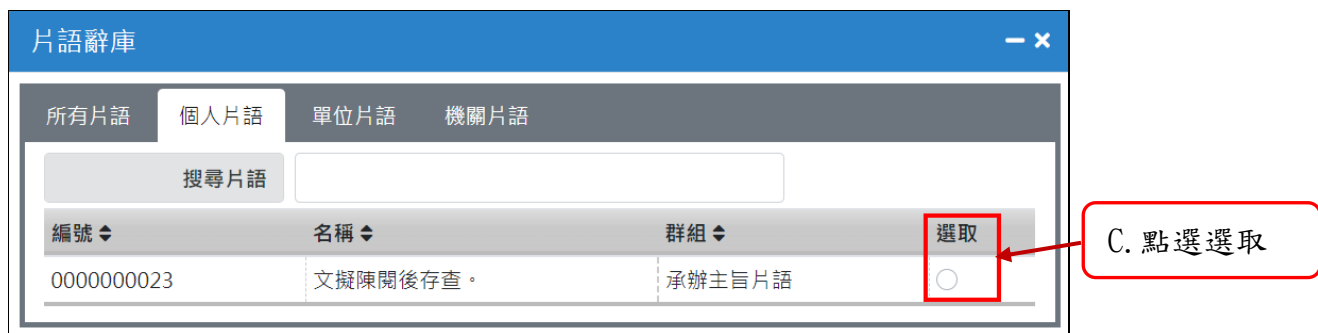 片語辭庫
所有片語 個人片語 單位片語 機關片語
搜尋片語
編號 名稱 群組 選取
0000000023 文擬陳閱後存查。 承辦主旨片語
C.點選選取